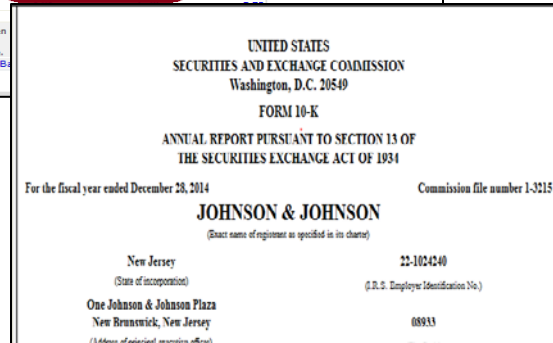 UNITED STATES
SECURITIES AND EXCHANGE COMMISSION
Washington, D.C. 20549
FORM 10-K
ANNUAL REPORT PURSUANT TO SECTION 13 OF
THE SECURITIES EXCHANGE ACT OF 1934
For the fiscal year ended December 28, 2014 Commission file number 1-3215
JOHNSON & JOHNSON
(Exact name of registrant as specified in its charter)
New Jersey 22-1024240
(State of incorporation) (I.R.S. Employer Identification No.)
One Johnson & Johnson Plaza
New Brunswick, New Jersey 08933